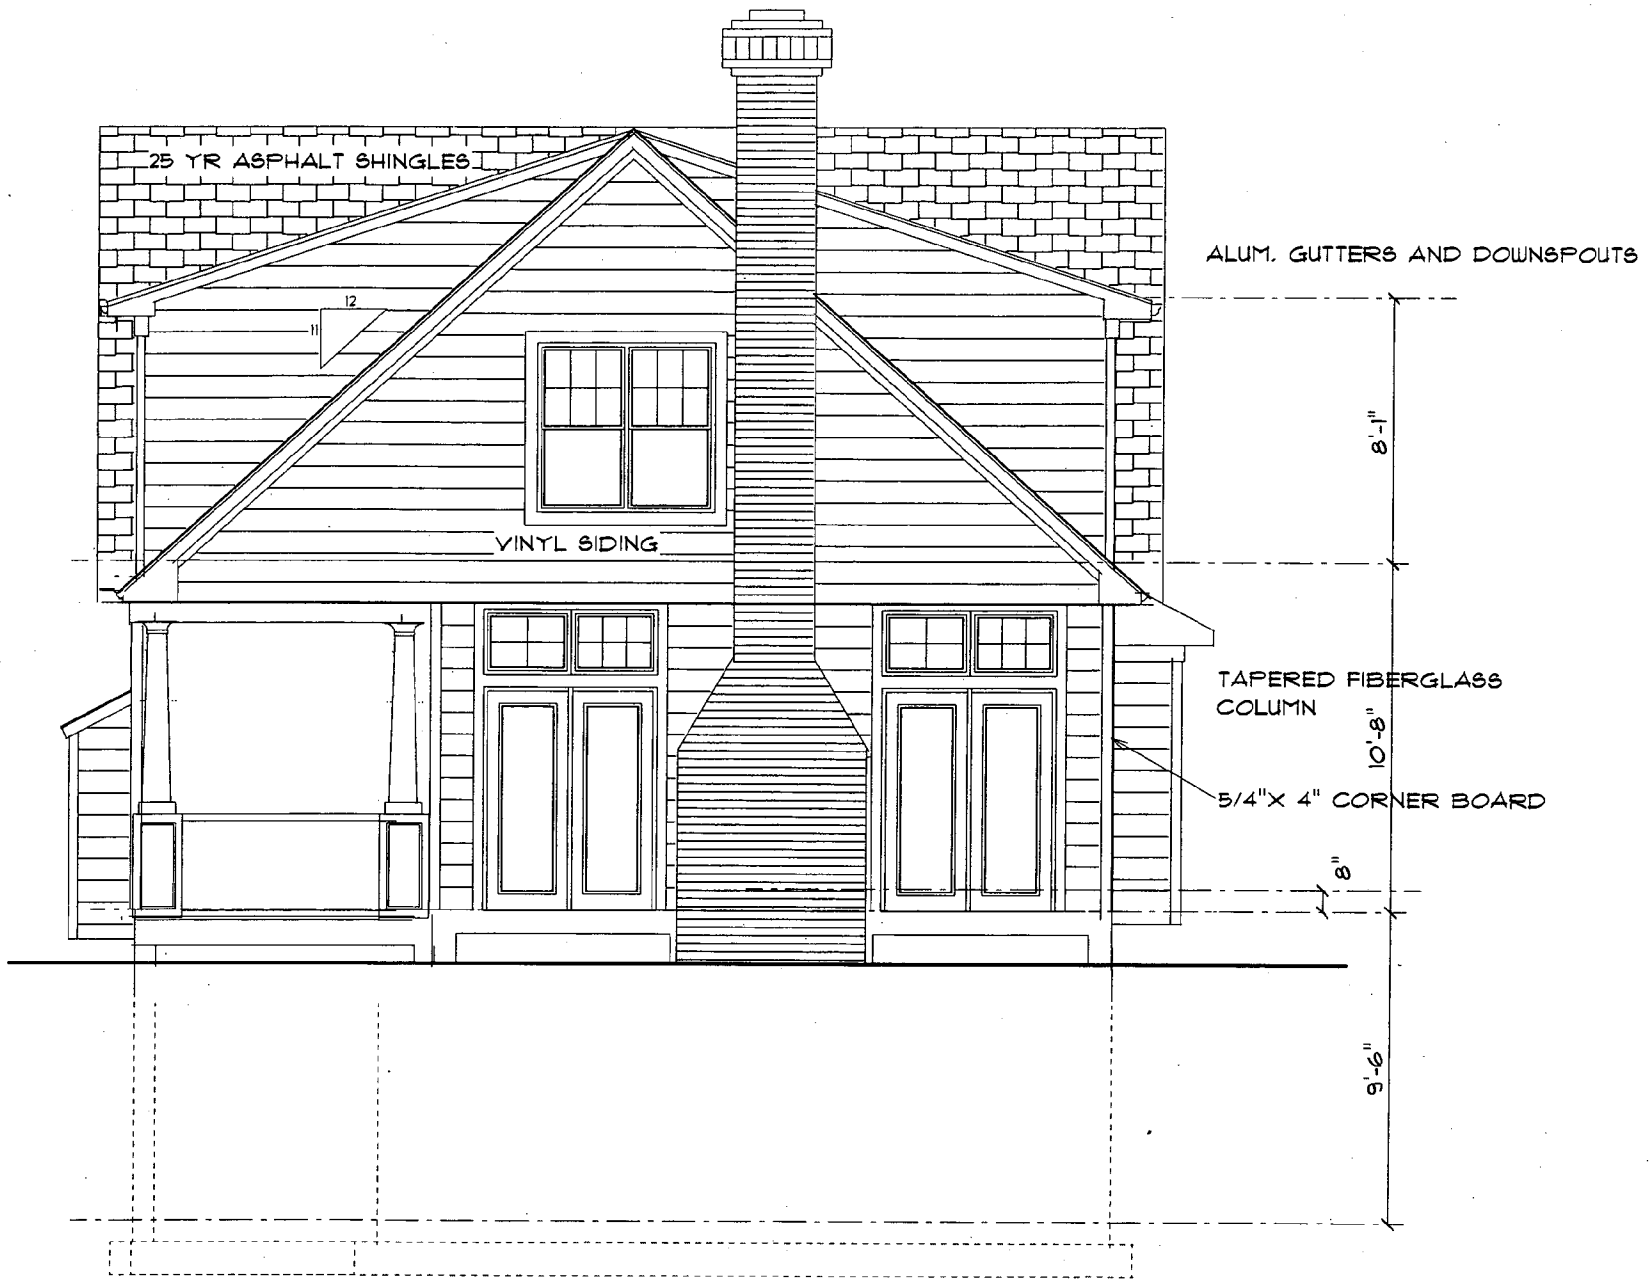 25 YR ASPHALT SHINGLES
ALUM. GUTTERS AND DOWNSPOUTS
12
11
8'-1"
VINYL SIDING
TAPERED FIBERGLASS
COLUMN
10'-8"
5/4"X 4" CORNER BOARD
8"
9'-6"